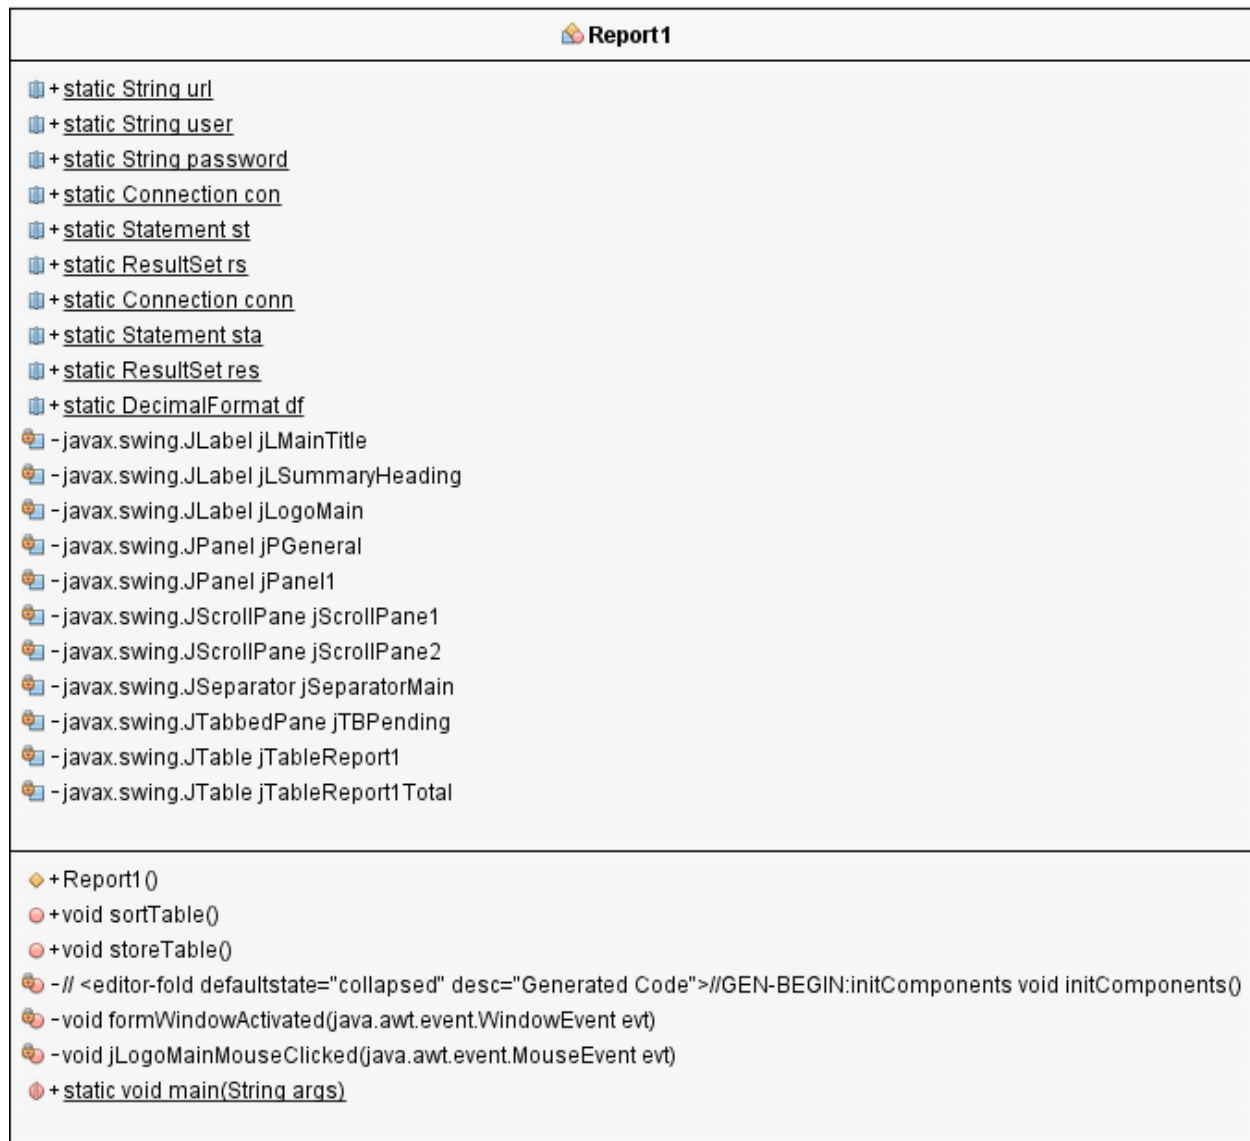 Report1
+static String url
+static String user
+static String password
+static Connection con
+static Statement st
+static ResultSet rs
+static Connection conn
+static Statement sta
+static ResultSet res
+static DecimalFormat df
-javax.swing.JLabel jLMainTitle
-javax.swing.JLabel jLSummaryHeading
-javax.swing.JLabel jLogoMain
-javax.swing.JPanel jPGeneral
-javax.swing.JPanel jPanel1
-javax.swing.JScrollPane jScrollPane1
-javax.swing.JScrollPane jScrollPane2
-javax.swing.JSeparator jSeparatorMain
-javax.swing.JTabbedPane jTBPending
-javax.swing.JTable jTableReport1
-javax.swing.JTable jTableReport1Total
+Report1()
+void sortTable()
+void storeTable()
-// <editor-fold defaultstate="collapsed" desc="Generated Code">//GEN-BEGIN:initComponents void initComponents()
-void formWindowActivated(java.awt.event.WindowEvent evt)
-void jLogoMainMouseClicked(java.awt.event.MouseEvent evt)
+static void main(String args)